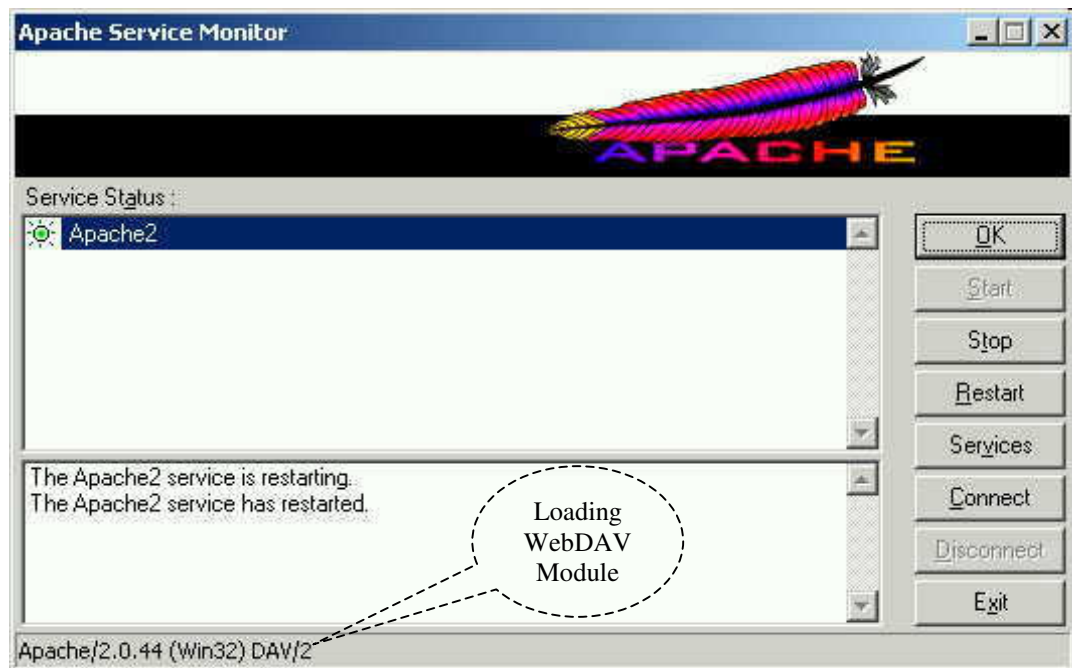 Apache Service Monitor
APACHE
Service Status :
Apache2
OK
Start
Stop
Restart
Services
Connect
Disconnect
Exit
The Apache2 service is restarting.
The Apache2 service has restarted.
Loading
WebDAV
Module
Apache/2.0.44 (Win32) DAV/2